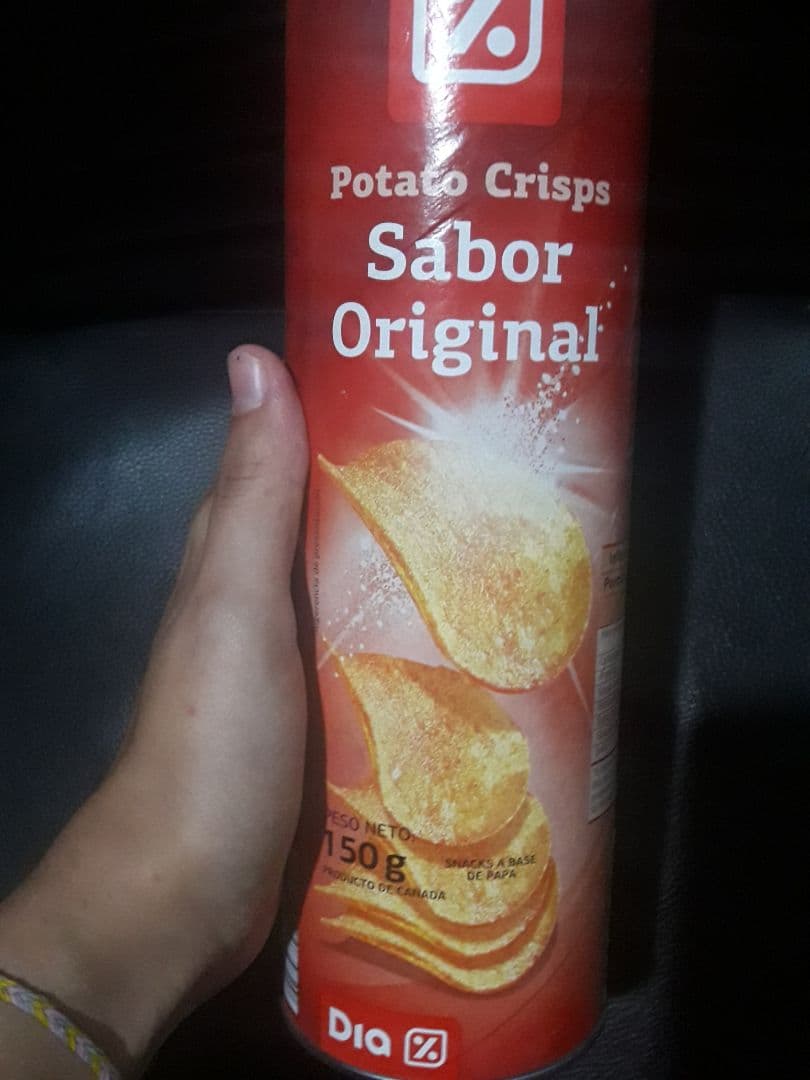 %
Potato Crisps
Sabor
Original
PESO NETO:
150 g
PRODUCTO DE CANADA
SNACKS A BASE
DE PAPA
Dia %